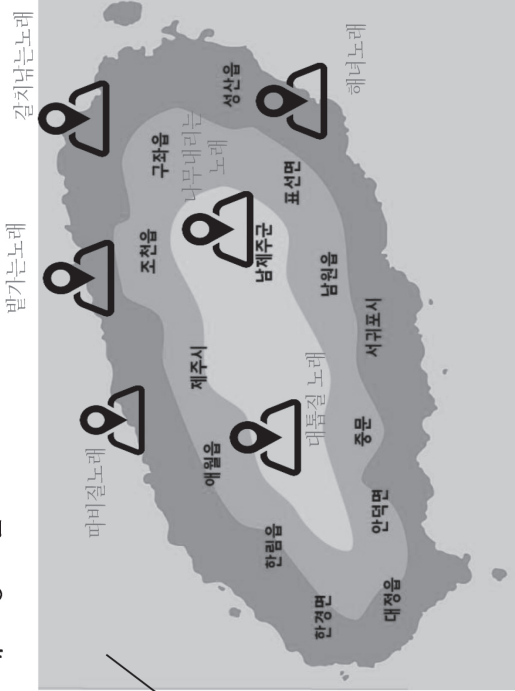 갈치낚는노래
밭가는노래
따비질노래
해녀노래
나무내리는
노래
대톱질 노래
성산읍
구좌읍
표선면
조천읍
남제주군
남원읍
제주시
서귀포시
애월읍
중문
한림읍
안덕면
한경면
대정읍